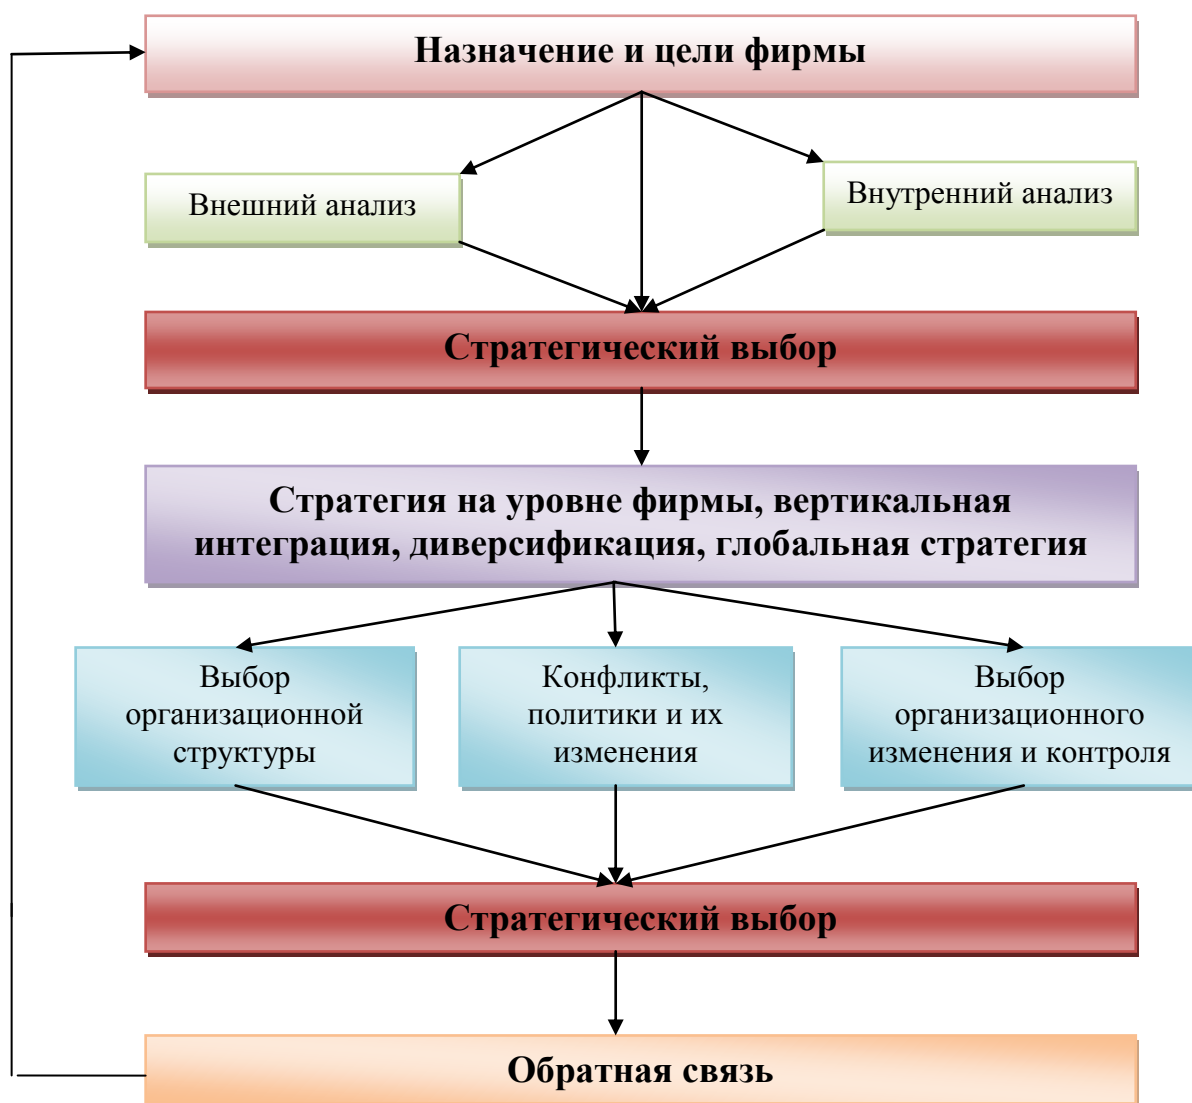 Назначение и цели фирмы
Внешний анализ
Внутренний анализ
Стратегический выбор
Стратегия на уровне фирмы, вертикальная
интеграция, диверсификация, глобальная стратегия
Выбор
организационной
структуры
Конфликты,
политики и их
изменения
Выбор
организационного
изменения и контроля
Стратегический выбор
Обратная связь